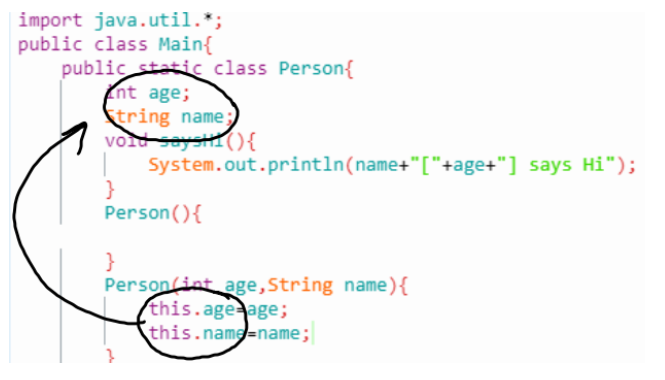 import java.util.*;
public class Main{
public static class Person{
int age;
String name;
void saysHi(){
System.out.println(name+"["+age+"] says Hi");
}
Person(){
}
Person(int age,String name){
this.age=age;
this.name=name;
}